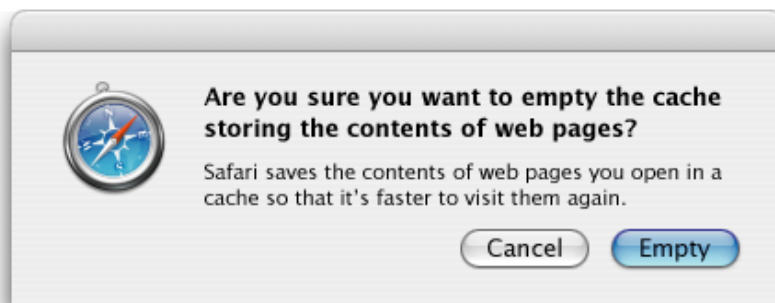 Are you sure you want to empty the cache
storing the contents of web pages?
Safari saves the contents of web pages you open in a
cache so that it's faster to visit them again.
Cancel Empty